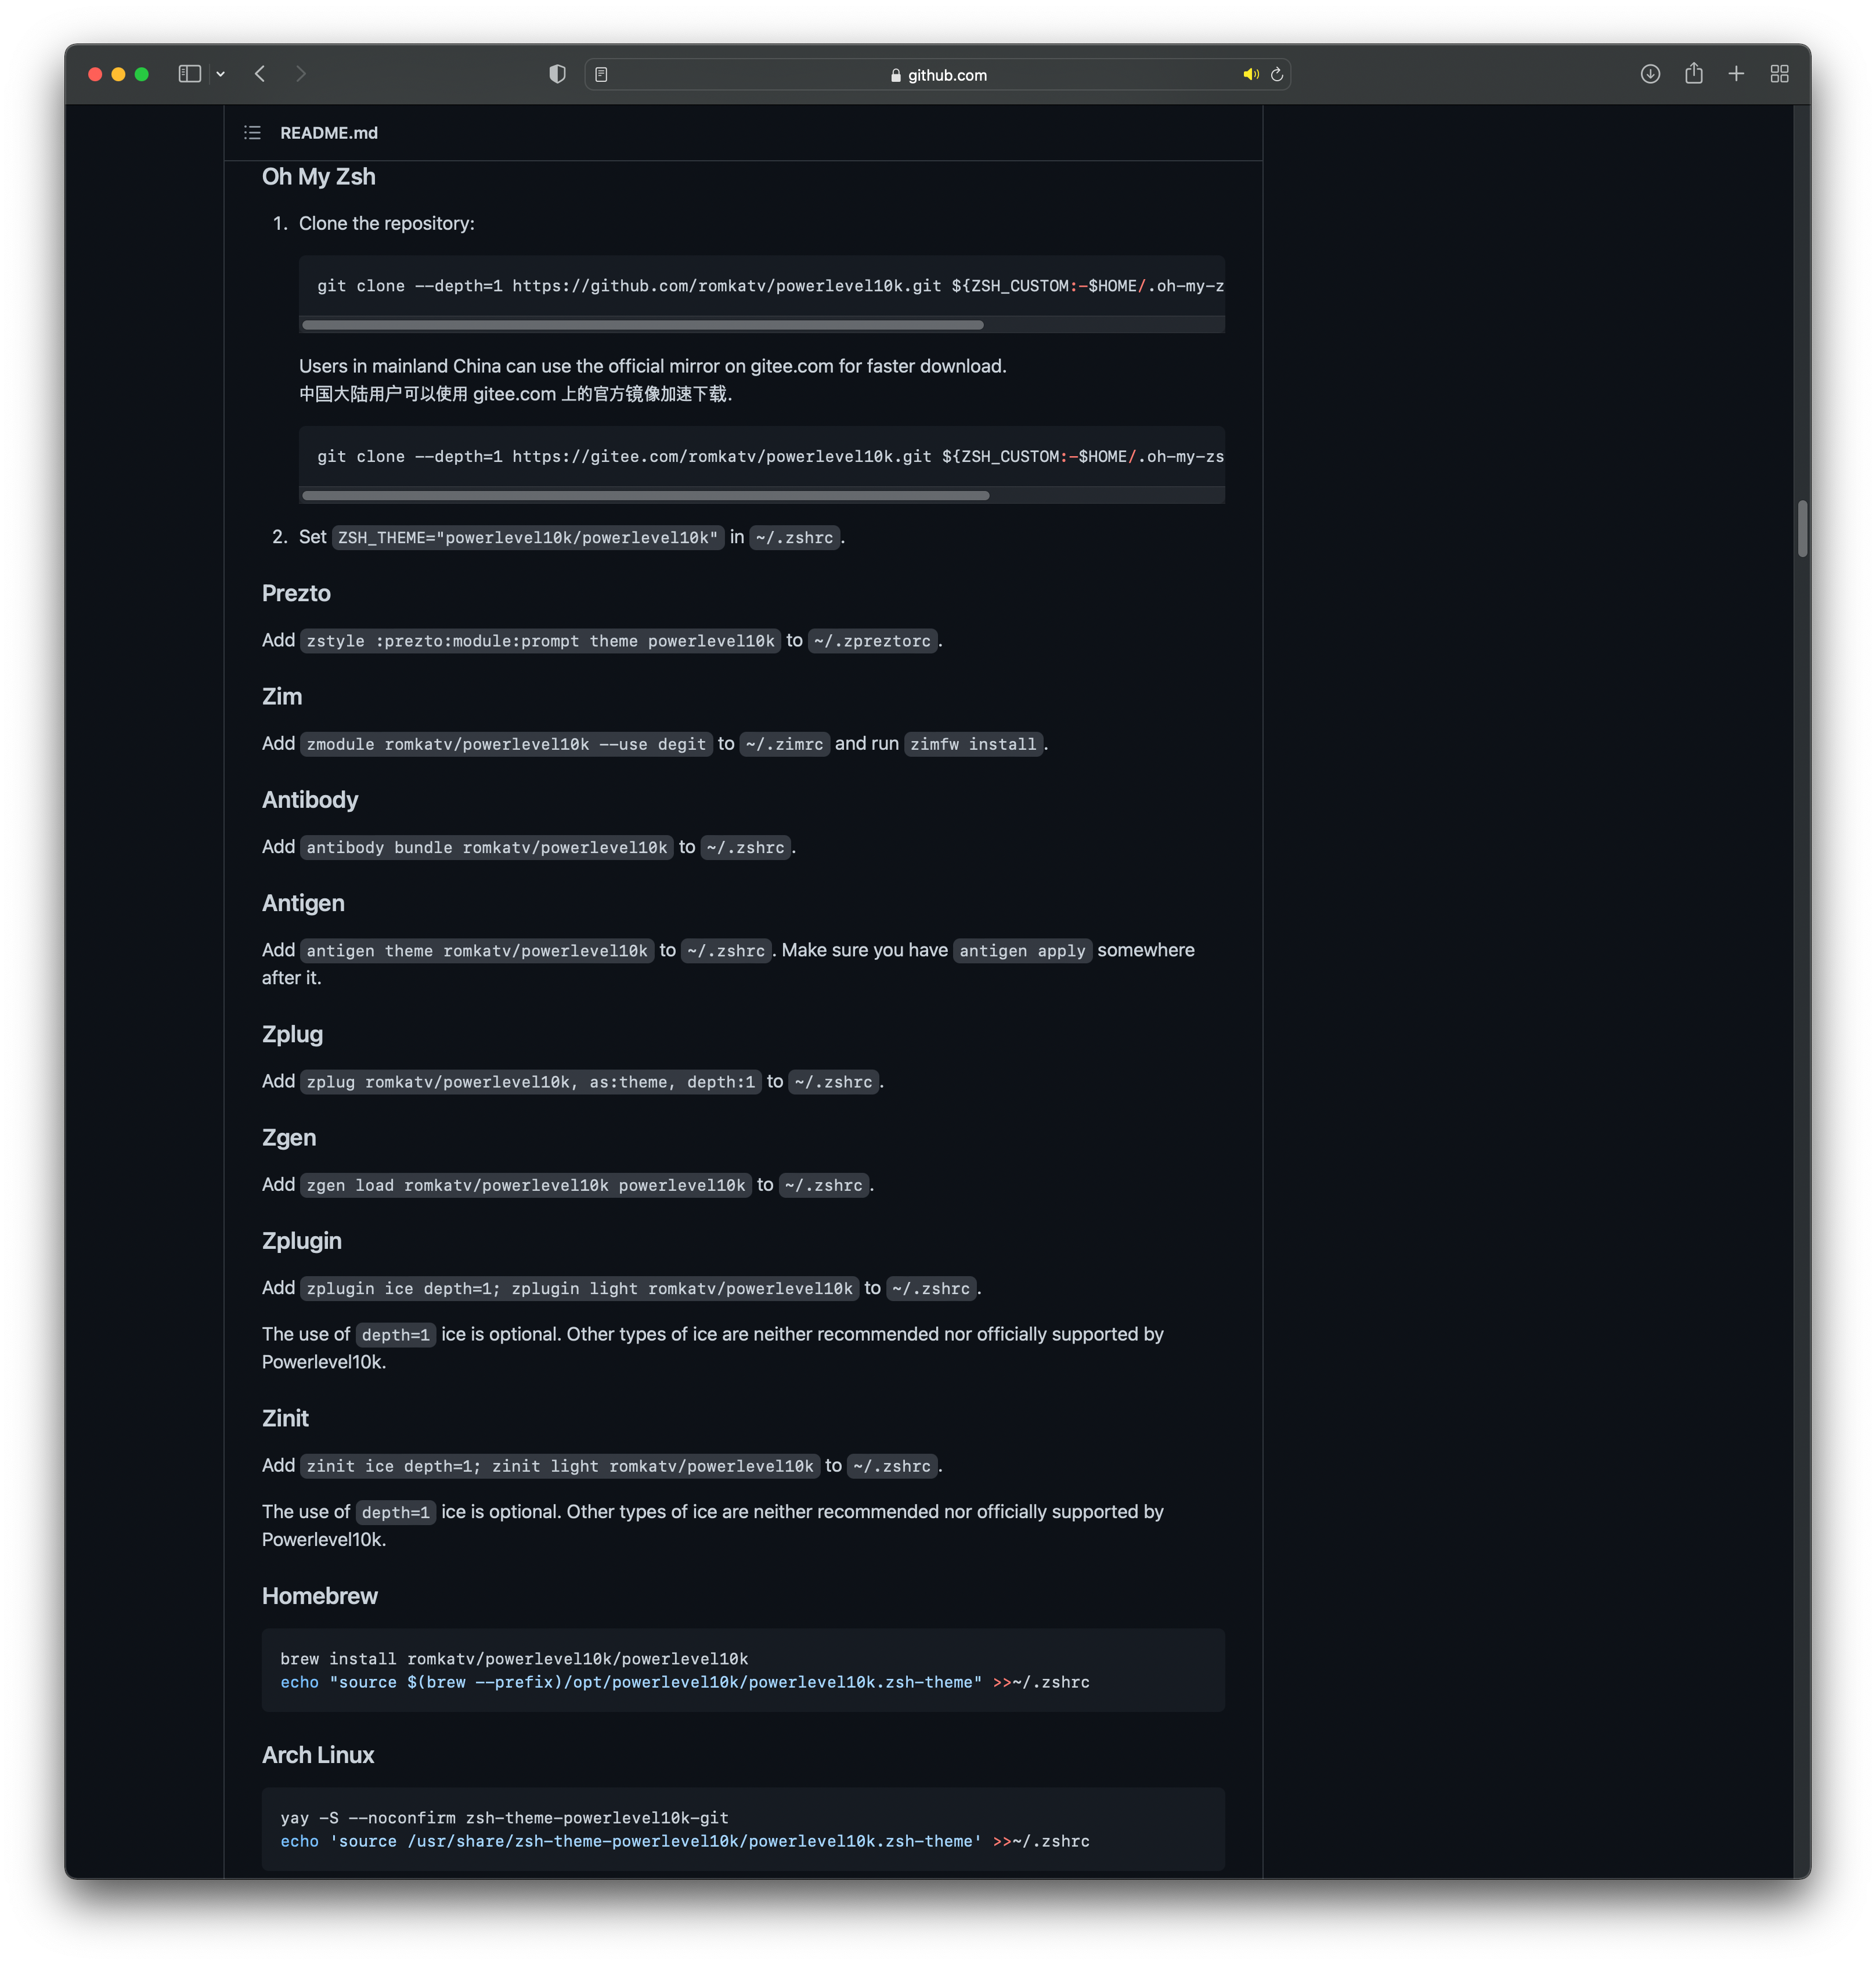 github.com
README.md
Oh My Zsh
1. Clone the repository:
git clone --depth=1 https://github.com/romkatv/powerlevel10k.git ${ZSH_CUSTOM:-$HOME/.oh-my-z
Users in mainland China can use the official mirror on gitee.com for faster download.
中国大陆用户可以使用 gitee.com 上的官方镜像加速下载.
git clone --depth=1 https://gitee.com/romkatv/powerlevel10k.git ${ZSH_CUSTOM:-$HOME/.oh-my-zs
2. Set ZSH_THEME="powerlevel10k/powerlevel10k" in ~/.zshrc.
Prezto
Add zstyle :prezto:module:prompt theme powerlevel10k to ~/.zpreztorc.
Zim
Add zmodule romkatv/powerlevel10k --use degit to ~/.zimrc and run zimfw install.
Antibody
Add antibody bundle romkatv/powerlevel10k to ~/.zshrc.
Antigen
Add antigen theme romkatv/powerlevel10k to ~/.zshrc. Make sure you have antigen apply somewhere
after it.
Zplug
Add zplug romkatv/powerlevel10k, as:theme, depth:1 to ~/.zshrc.
Zgen
Add zgen load romkatv/powerlevel10k powerlevel10k to ~/.zshrc.
Zplugin
Add zplugin ice depth=1; zplugin light romkatv/powerlevel10k to ~/.zshrc.
The use of depth=1 ice is optional. Other types of ice are neither recommended nor officially supported by
Powerlevel10k.
Zinit
Add zinit ice depth=1; zinit light romkatv/powerlevel10k to ~/.zshrc.
The use of depth=1 ice is optional. Other types of ice are neither recommended nor officially supported by
Powerlevel10k.
Homebrew
brew install romkatv/powerlevel10k/powerlevel10k
echo "source $(brew --prefix)/opt/powerlevel10k/powerlevel10k.zsh-theme" >>~/.zshrc
Arch Linux
yay -S --noconfirm zsh-theme-powerlevel10k-git
echo 'source /usr/share/zsh-theme-powerlevel10k/powerlevel10k.zsh-theme' >>~/.zshrc